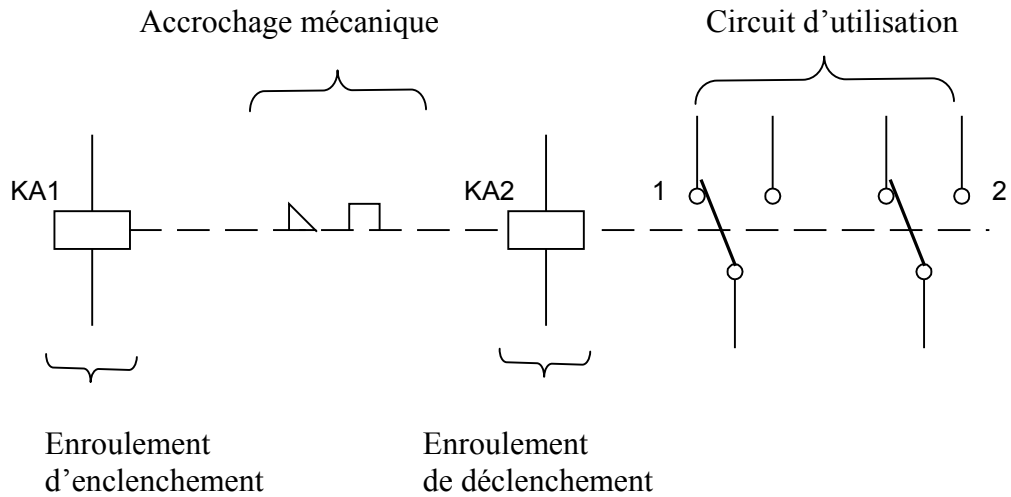 Accrochage mécanique
Circuit d’utilisation
KA1
KA2
1
2
Enroulement
d’enclenchement
Enroulement
de déclenchement